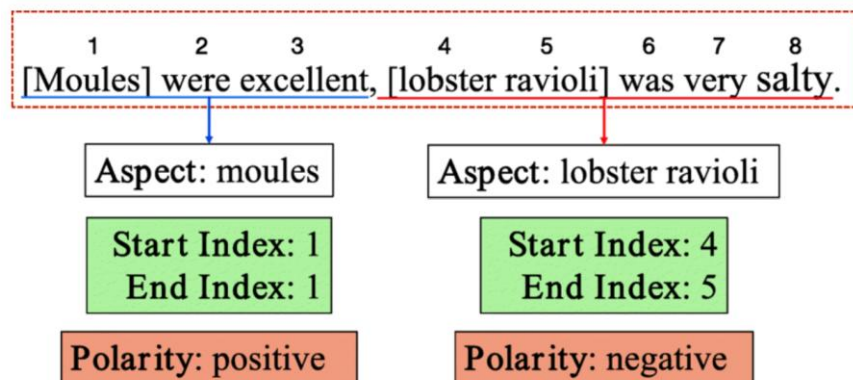 1 2 3 4 5 6 7 8
[Moules] were excellent, [lobster ravioli] was very salty.
Aspect: moules
Aspect: lobster ravioli
Start Index: 1
End Index: 1
Start Index: 4
End Index: 5
Polarity: positive
Polarity: negative